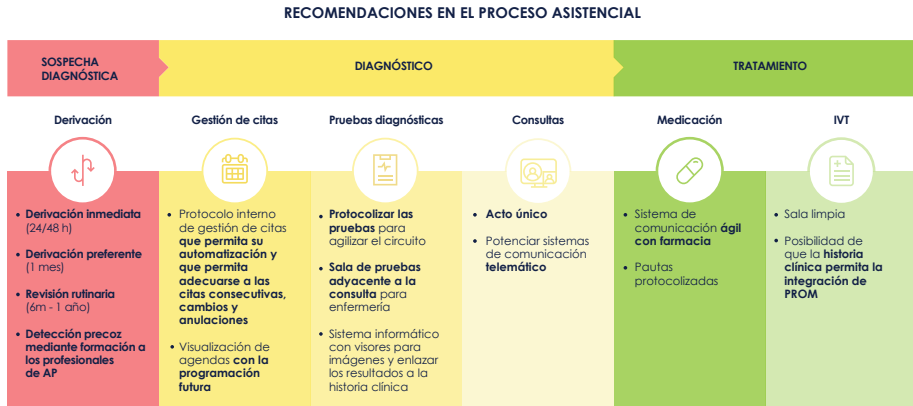 RECOMENDACIONES EN EL PROCESO ASISTENCIAL
SOSPECHA
DIAGNÓSTICA
DIAGNÓSTICO
TRATAMIENTO
Derivación
• Derivación inmediata
(24/48 h)
• Derivación preferente
(1 mes)
• Revisión rutinaria
(6m - 1 año)
• Detección precoz
mediante formación a
los profesionales
de AP
Gestión de citas
• Protocolo interno
de gestión de citas
que permita su
automatización y
que permita
adecuarse a las
citas consecutivas,
cambios y
anulaciones
• Visualización de
agendas con la
programación
futura
Pruebas diagnósticas
• Protocolizar las
pruebas para
agilizar el circuito
• Sala de pruebas
adyacente a la
consulta para
enfermería
• Sistema informático
con visores para
imágenes y enlazar
los resultados a la
historia clínica
Consultas
• Acto único
• Potenciar sistemas
de comunicación
telemático
Medicación
• Sistema de
comunicación ágil
con farmacia
• Pautas
protocolizadas
IVT
• Sala limpia
• Posibilidad de
que la historia
clínica permita la
integración de
PROM